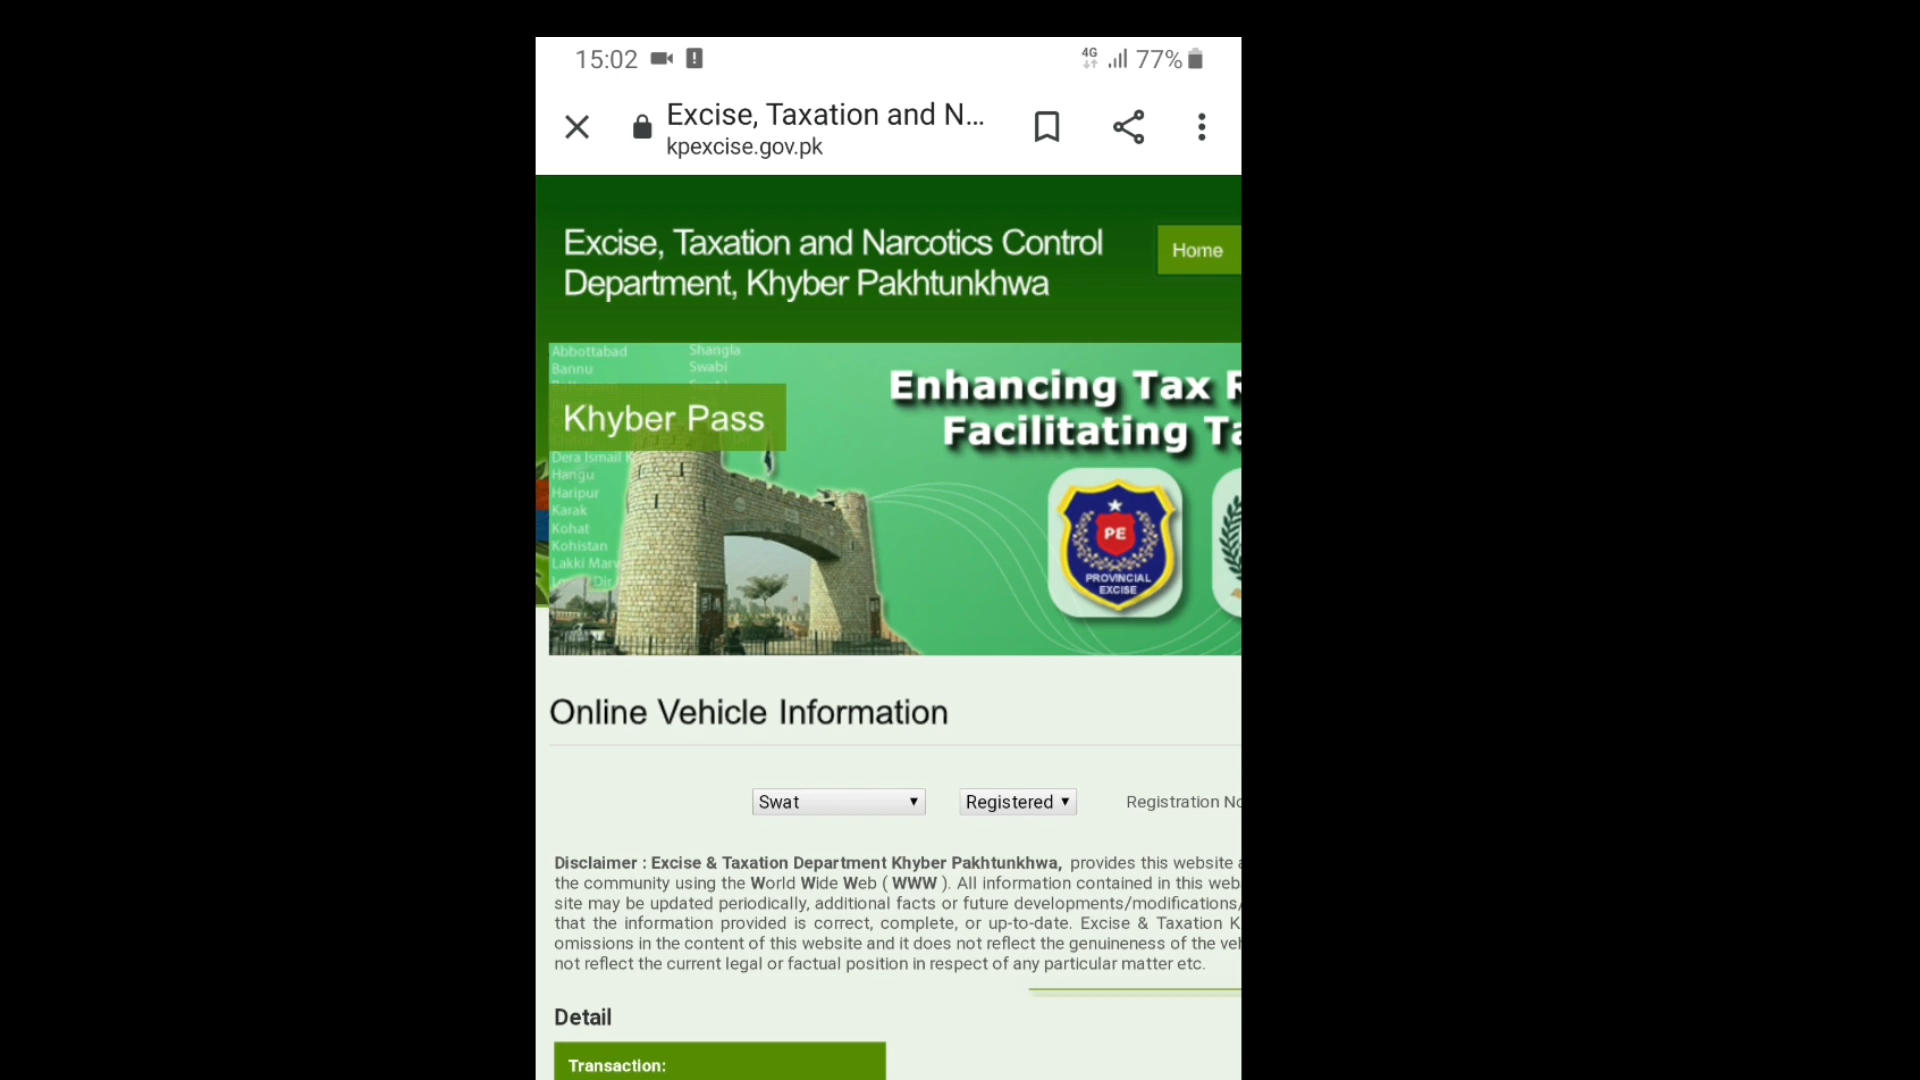 15:02
4G 77%
Excise, Taxation and N...
kpexcise.gov.pk
Excise, Taxation and Narcotics Control
Department, Khyber Pakhtunkhwa
Home
Abbottabad Shangla
Bannu Swabi
Khyber Pass
Enhancing Tax
Facilitating
Dera Ismail
Hangu
Haripur
Karak
Kohat
Kohistan
Lakki
Dir
PE
PROVINCIAL
EXCISE
Online Vehicle Information
Swat Registered Registration
Disclaimer : Excise & Taxation Department Khyber Pakhtunkhwa, provides this website
the community using the World Wide Web ( WWW ). All information contained in this web
site may be updated periodically, additional facts or future developments/modifications/
that the information provided is correct, complete, or up-to-date. Excise & Taxation K
omissions in the content of this website and it does not reflect the genuineness of the
not reflect the current legal or factual position in respect of any particular matter etc.
Detail
Transaction: